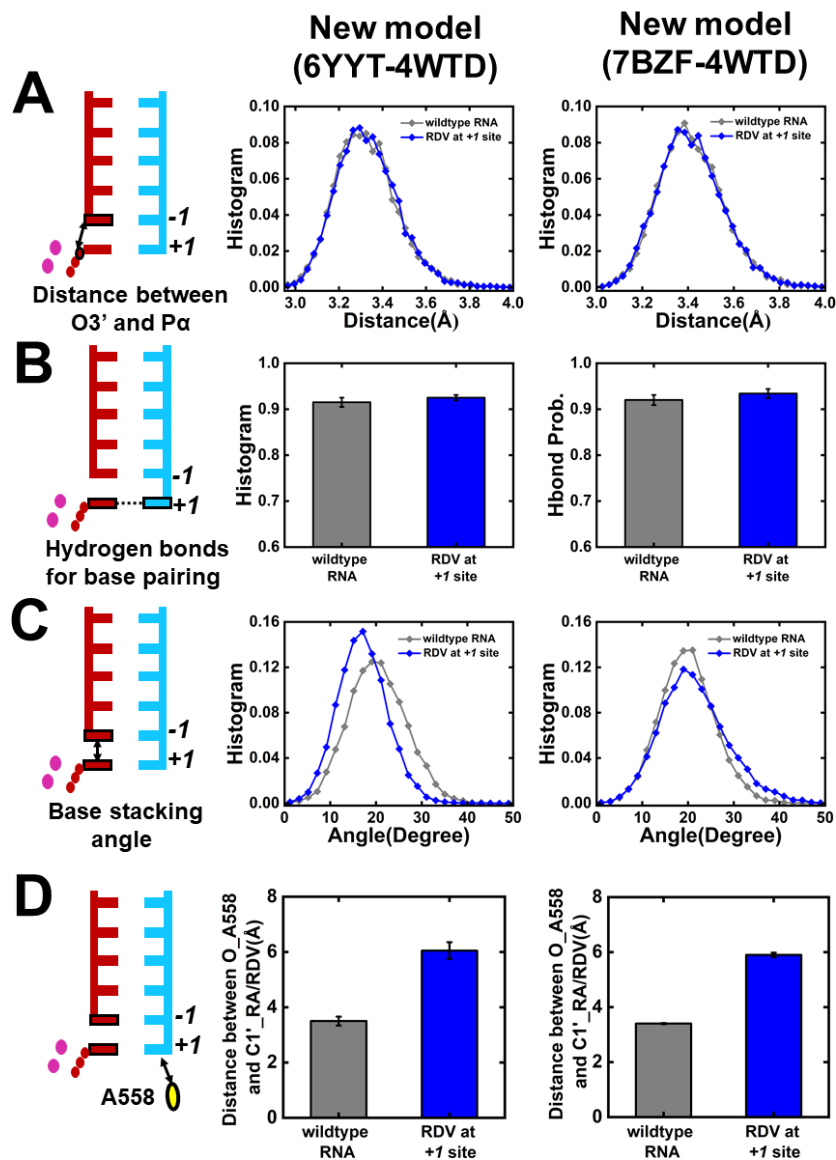 New model
(6YYT-4WTD)
New model
(7BZF-4WTD)
A
-1
+1
Distance between
O3' and Pα
Histogram
0.10
0.08
0.06
0.04
0.02
0.00
wildtype RNA
RDV at +1 site
3.0 3.2 3.4 3.6 3.8 4.0
Distance(Å)
Histogram
0.10
0.08
0.06
0.04
0.02
0.00
wildtype RNA
RDV at +1 site
3.0 3.2 3.4 3.6 3.8 4.0
Distance(Å)
B
-1
+1
Hydrogen bonds
for base pairing
Histogram
1.0
0.9
0.8
0.7
0.6
wildtype
RNA
RDV at
+1 site
Hbond Prob.
1.0
0.9
0.8
0.7
0.6
wildtype
RNA
RDV at
+1 site
C
-1
+1
Base stacking
angle
Histogram
0.16
0.12
0.08
0.04
0.00
wildtype RNA
RDV at +1 site
0 10 20 30 40 50
Angle(Degree)
Histogram
0.16
0.12
0.08
0.04
0.00
wildtype RNA
RDV at +1 site
0 10 20 30 40 50
Angle(Degree)
D
-1
+1
A558
Distance between O_A558
and C1'_RA/RDV(Å)
8
6
4
2
0
wildtype
RNA
RDV at
+1 site
Distance between O_A558
and C1'_RA/RDV(Å)
8
6
4
2
0
wildtype
RNA
RDV at
+1 site